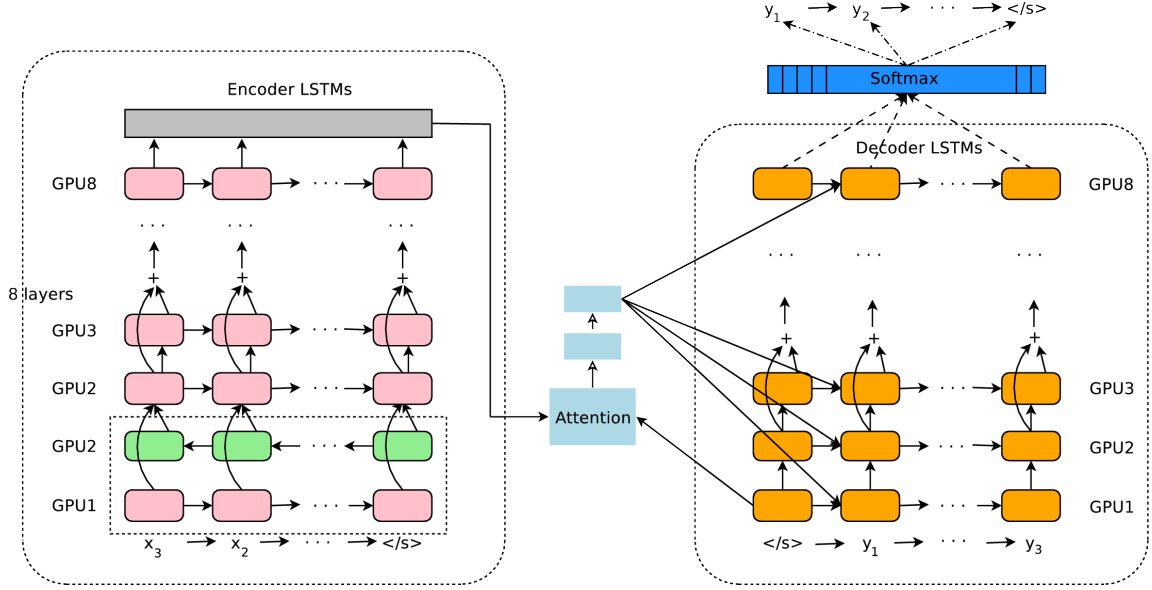 y1 y2 ··· </s>
Softmax
Encoder LSTMs
Decoder LSTMs
GPU8 ··· ··· GPU8
··· ··· ···
··· ··· ···
+ + +
8 layers
GPU3 ···
+ + +
GPU2 ···
··· GPU3
Attention
GPU2 ···
··· GPU2
GPU1 ···
··· GPU1
x3 x2 ··· </s>
</s> y1 ··· y3